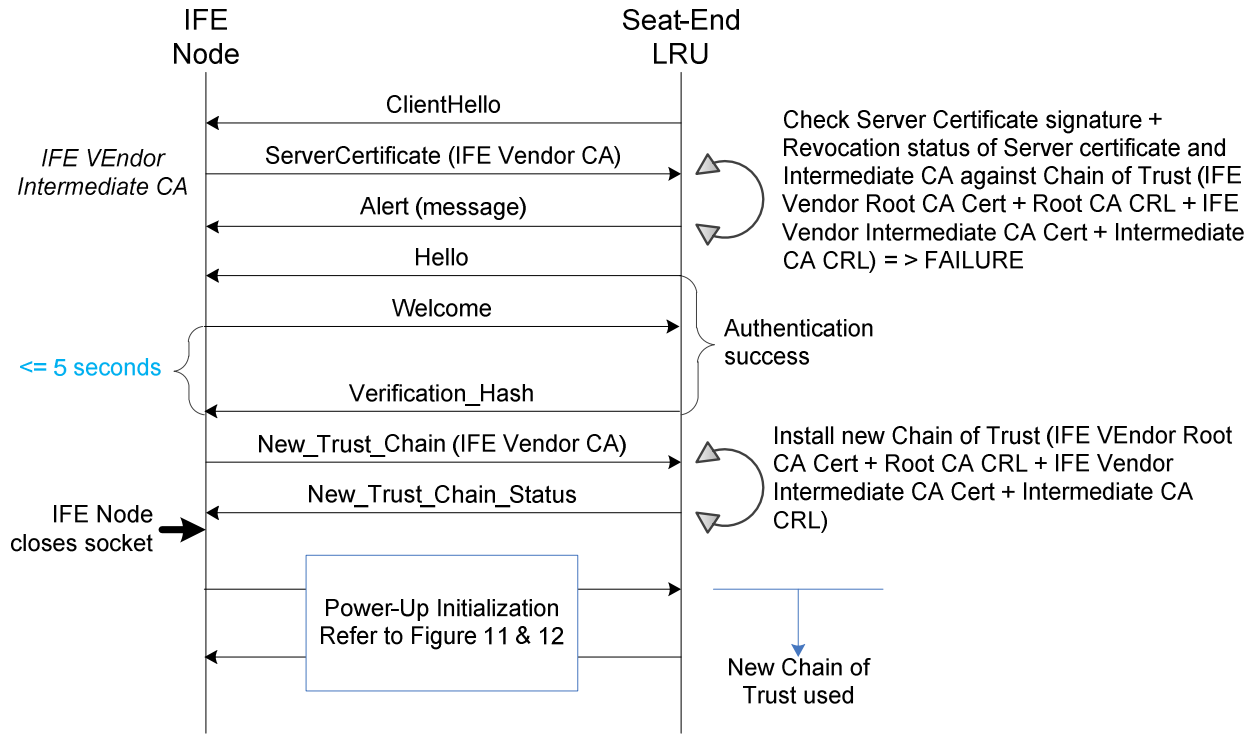 IFE
Node
Seat-End
LRU
ClientHello
IFE VEndor
Intermediate CA
ServerCertificate (IFE Vendor CA)
Alert (message)
Check Server Certificate signature +
Revocation status of Server certificate and
Intermediate CA against Chain of Trust (IFE
Vendor Root CA Cert + Root CA CRL + IFE
Vendor Intermediate CA Cert + Intermediate
CA CRL) = > FAILURE
Hello
Welcome
<= 5 seconds
Authentication
success
Verification_Hash
New_Trust_Chain (IFE Vendor CA)
New_Trust_Chain_Status
Install new Chain of Trust (IFE VEndor Root
CA Cert + Root CA CRL + IFE Vendor
Intermediate CA Cert + Intermediate CA
CRL)
IFE Node
closes socket
Power-Up Initialization
Refer to Figure 11 & 12
New Chain of
Trust used